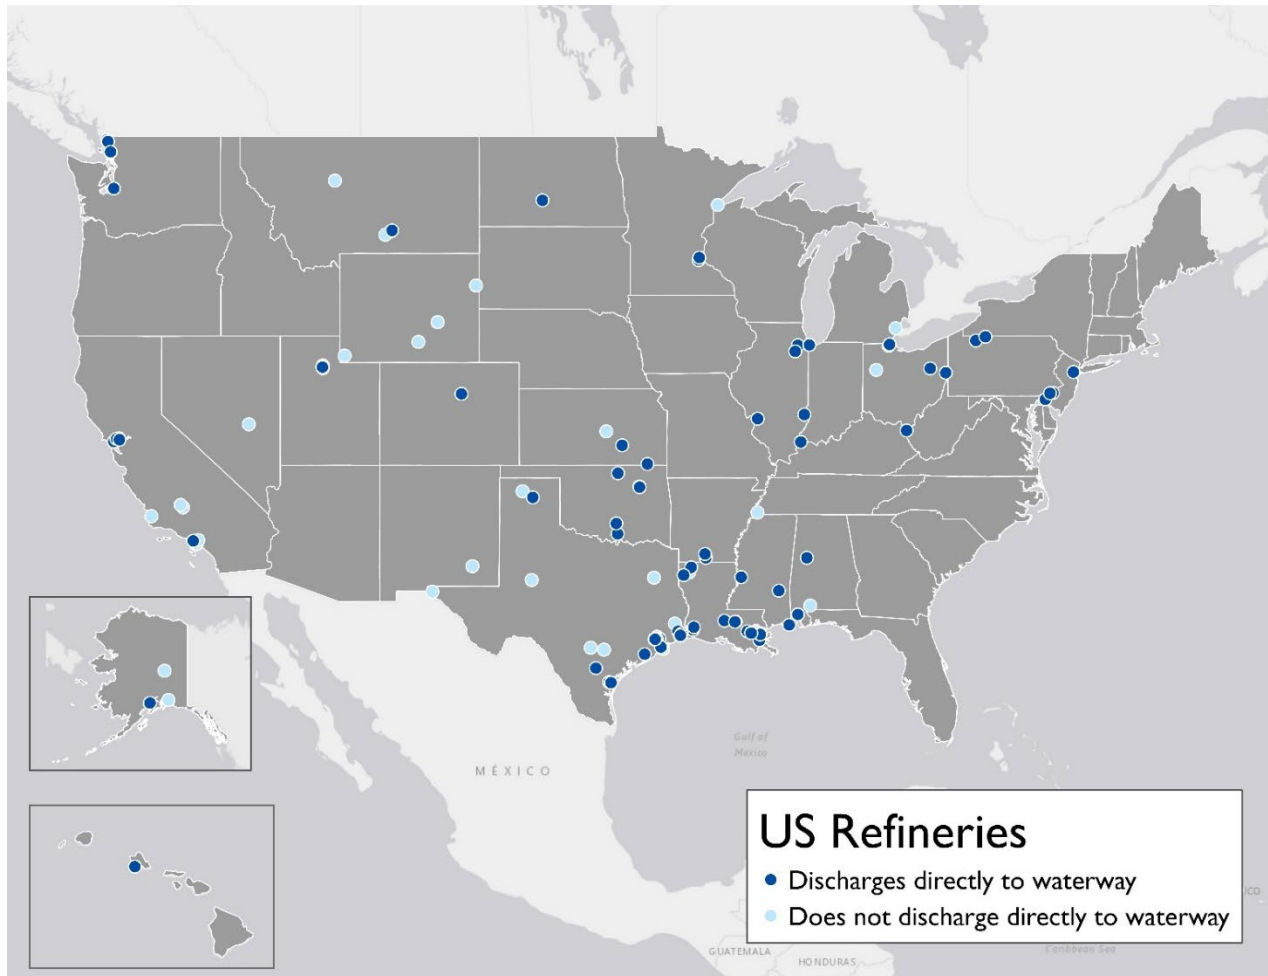 Gulf of
Mexico
MÉXICO
US Refineries
Discharges directly to waterway
Does not discharge directly to waterway
GUATEMALA
HONDURAS
Caribbean Sea